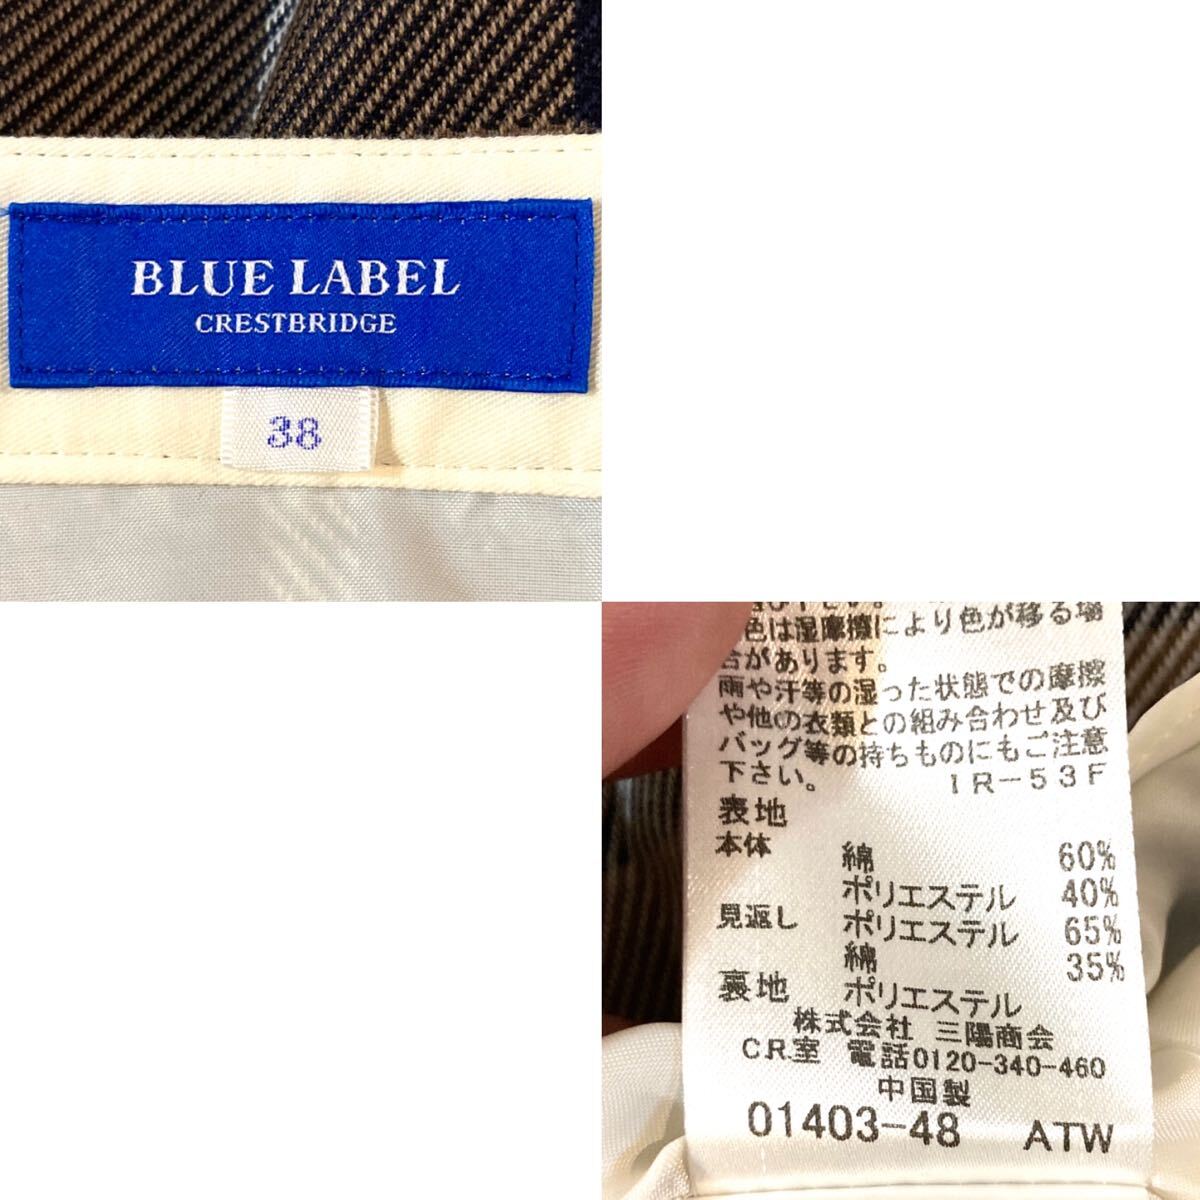 BLUE LABEL
CRESTBRIDGE
38
色は湿摩擦により色が移る場
合があります。
雨や汗等の湿った状態での摩擦
や他の衣類との組み合わせ及び
バッグ等の持ちものにもご注意
下さい。 IR-53F
表地
本体 綿 60%
ポリエステル 40%
見返し ポリエステル 65%
綿 35%
裏地 ポリエステル
株式会社 三陽商会
CR室 電話0120-340-460
中国製
01403-48 ATW